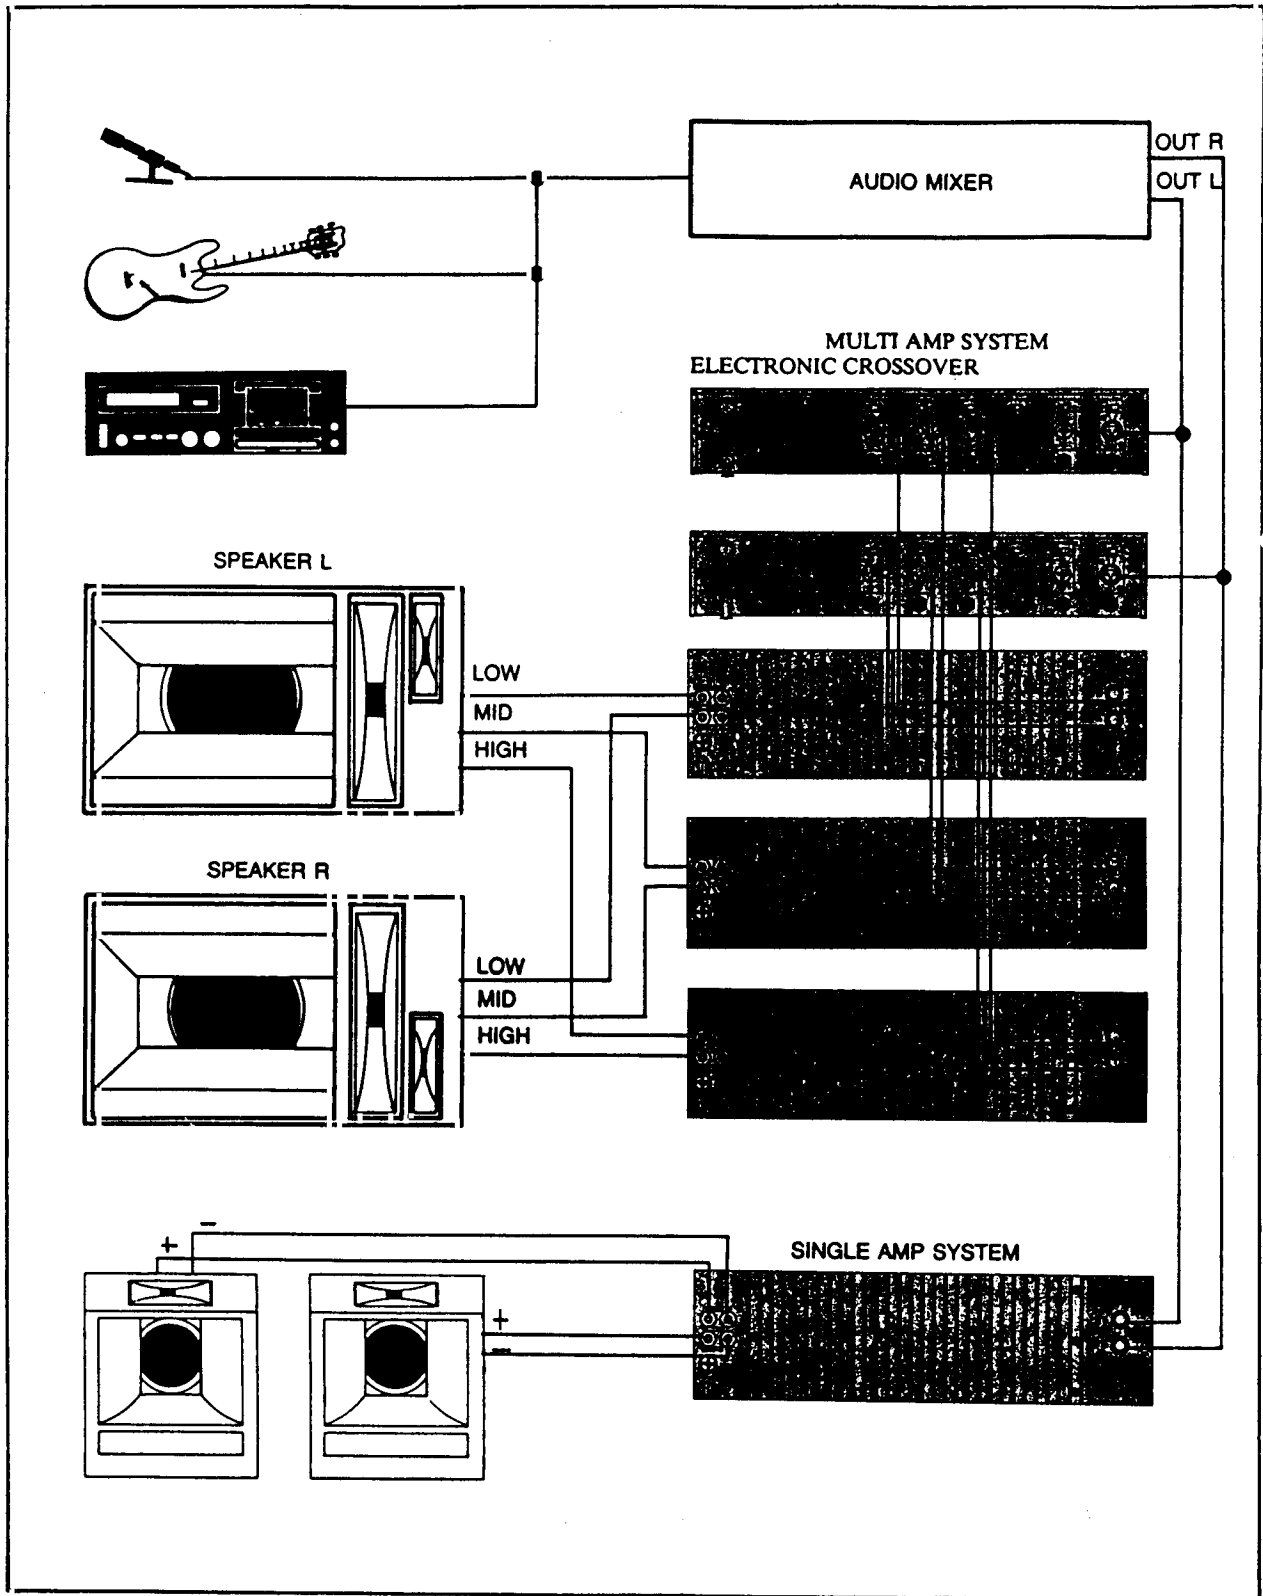 OUT R
AUDIO MIXER
OUT L
MULTI AMP SYSTEM
ELECTRONIC CROSSOVER
SPEAKER L
LOW
MID
HIGH
SPEAKER R
LOW
MID
HIGH
-
+
SINGLE AMP SYSTEM
+
-